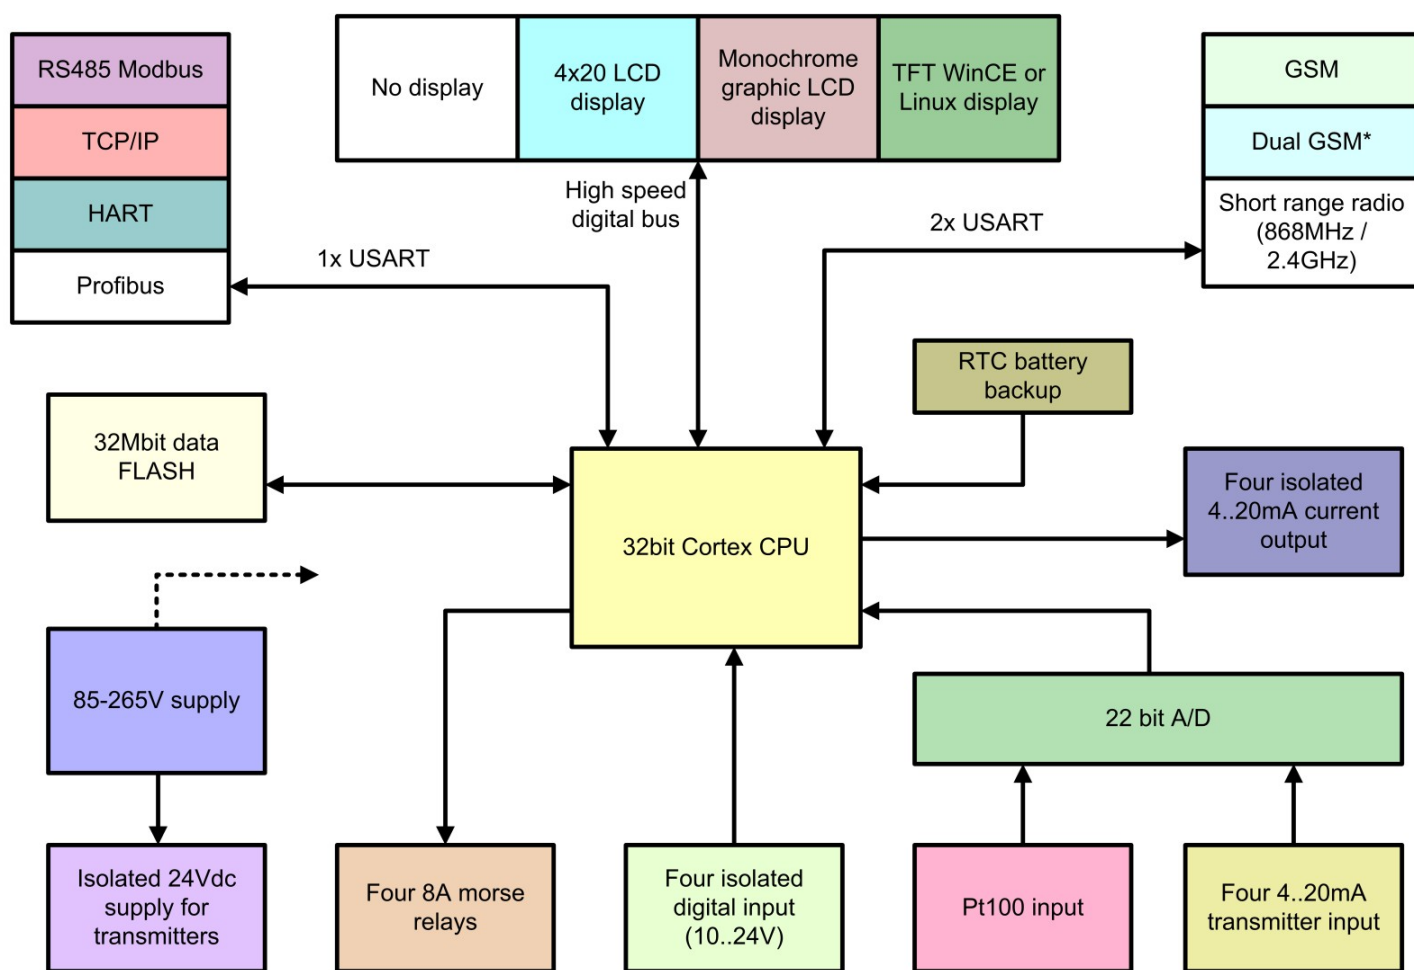 RS485 Modbus
TCP/IP
HART
Profibus
No display
4x20 LCD
display
Monochrome
graphic LCD
display
TFT WinCE or
Linux display
GSM
Dual GSM*
Short range radio
(868MHz /
2.4GHz)
High speed
digital bus
1x USART
2x USART
RTC battery
backup
32Mbit data
FLASH
32bit Cortex CPU
Four isolated
4..20mA current
output
85-265V supply
22 bit A/D
Isolated 24Vdc
supply for
transmitters
Four 8A morse
relays
Four isolated
digital input
(10..24V)
Pt100 input
Four 4..20mA
transmitter input